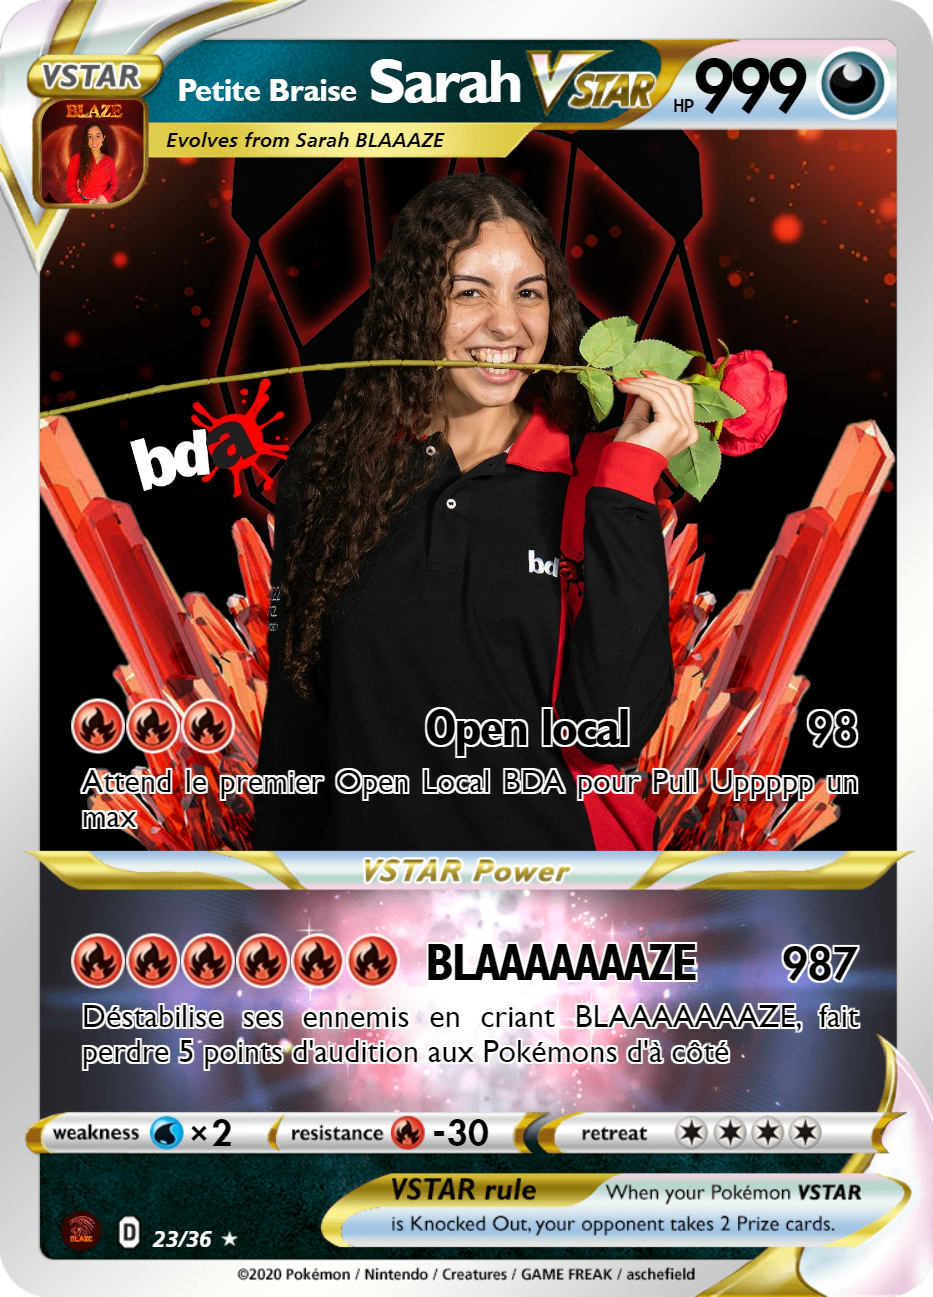 VSTAR
Petite Braise Sarah VSTAR HP 999
BLAZE
Evolves from Sarah BLAAAZE
bda
bda
Open local 98
Attend le premier Open Local BDA pour Pull Uppppp un
max
VSTAR Power
BLAAAAAAAZE 987
Déstabilise ses ennemis en criant BLAAAAAAAZE, fait
perdre 5 points d'audition aux Pokémons d'à côté
weakness ×2 resistance -30 retreat
VSTAR rule When your Pokémon VSTAR
is Knocked Out, your opponent takes 2 Prize cards.
BLAZE D 23/36
©2020 Pokémon / Nintendo / Creatures / GAME FREAK / aschefield